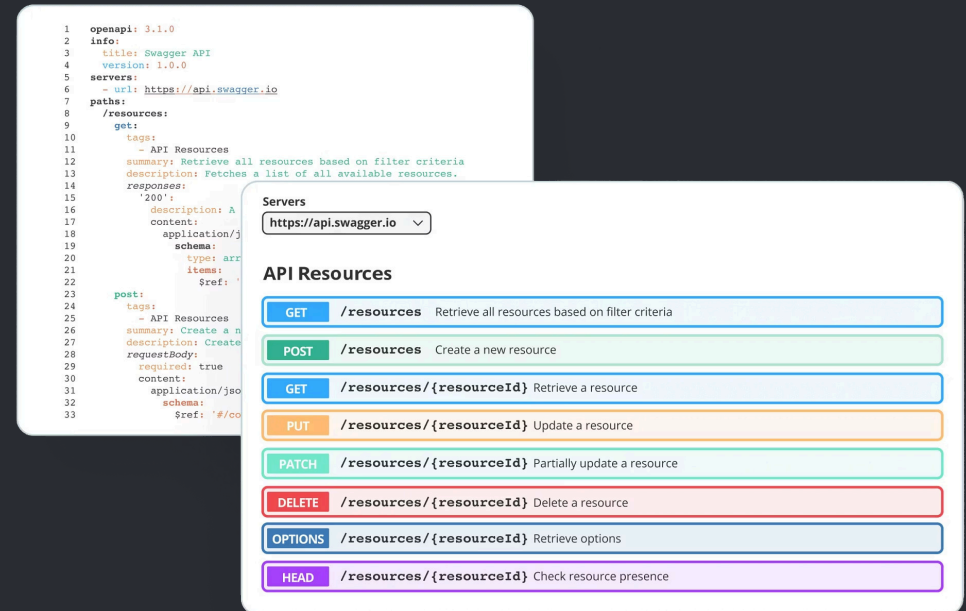 1 openapi: 3.1.0
2 info:
3 title: Swagger API
4 version: 1.0.0
5 servers:
6 - url: https://api.swagger.io
7 paths:
8 /resources:
9 get:
10 tags:
11 - API Resources
12 summary: Retrieve all resources based on filter criteria
13 description: Fetches a list of all available resources.
14 responses:
15 '200':
16 description: A
17 content:
18 application/j
19 schema:
20 type: arr
21 items:
22 $ref: '
23 post:
24 tags:
25 - API Resources
26 summary: Create a n
27 description: Create
28 requestBody:
29 required: true
30 content:
31 application/jso
32 schema:
33 $ref: '#/co
Servers
https://api.swagger.io
API Resources
GET /resources Retrieve all resources based on filter criteria
POST /resources Create a new resource
GET /resources/{resourceId} Retrieve a resource
PUT /resources/{resourceId} Update a resource
PATCH /resources/{resourceId} Partially update a resource
DELETE /resources/{resourceId} Delete a resource
OPTIONS /resources/{resourceId} Retrieve options
HEAD /resources/{resourceId} Check resource presence